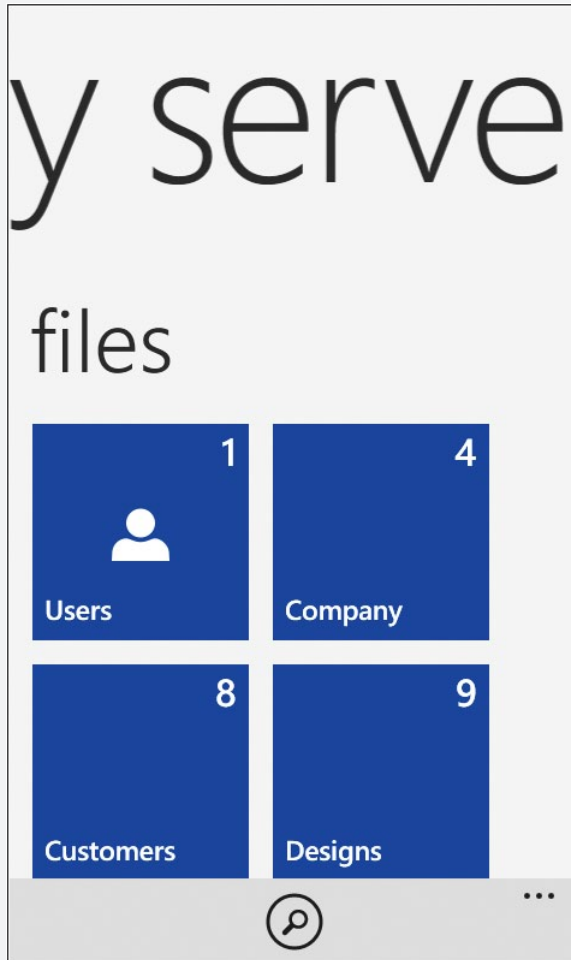 y serve
files
1
4
Users
Company
8
9
Customers
Designs
...